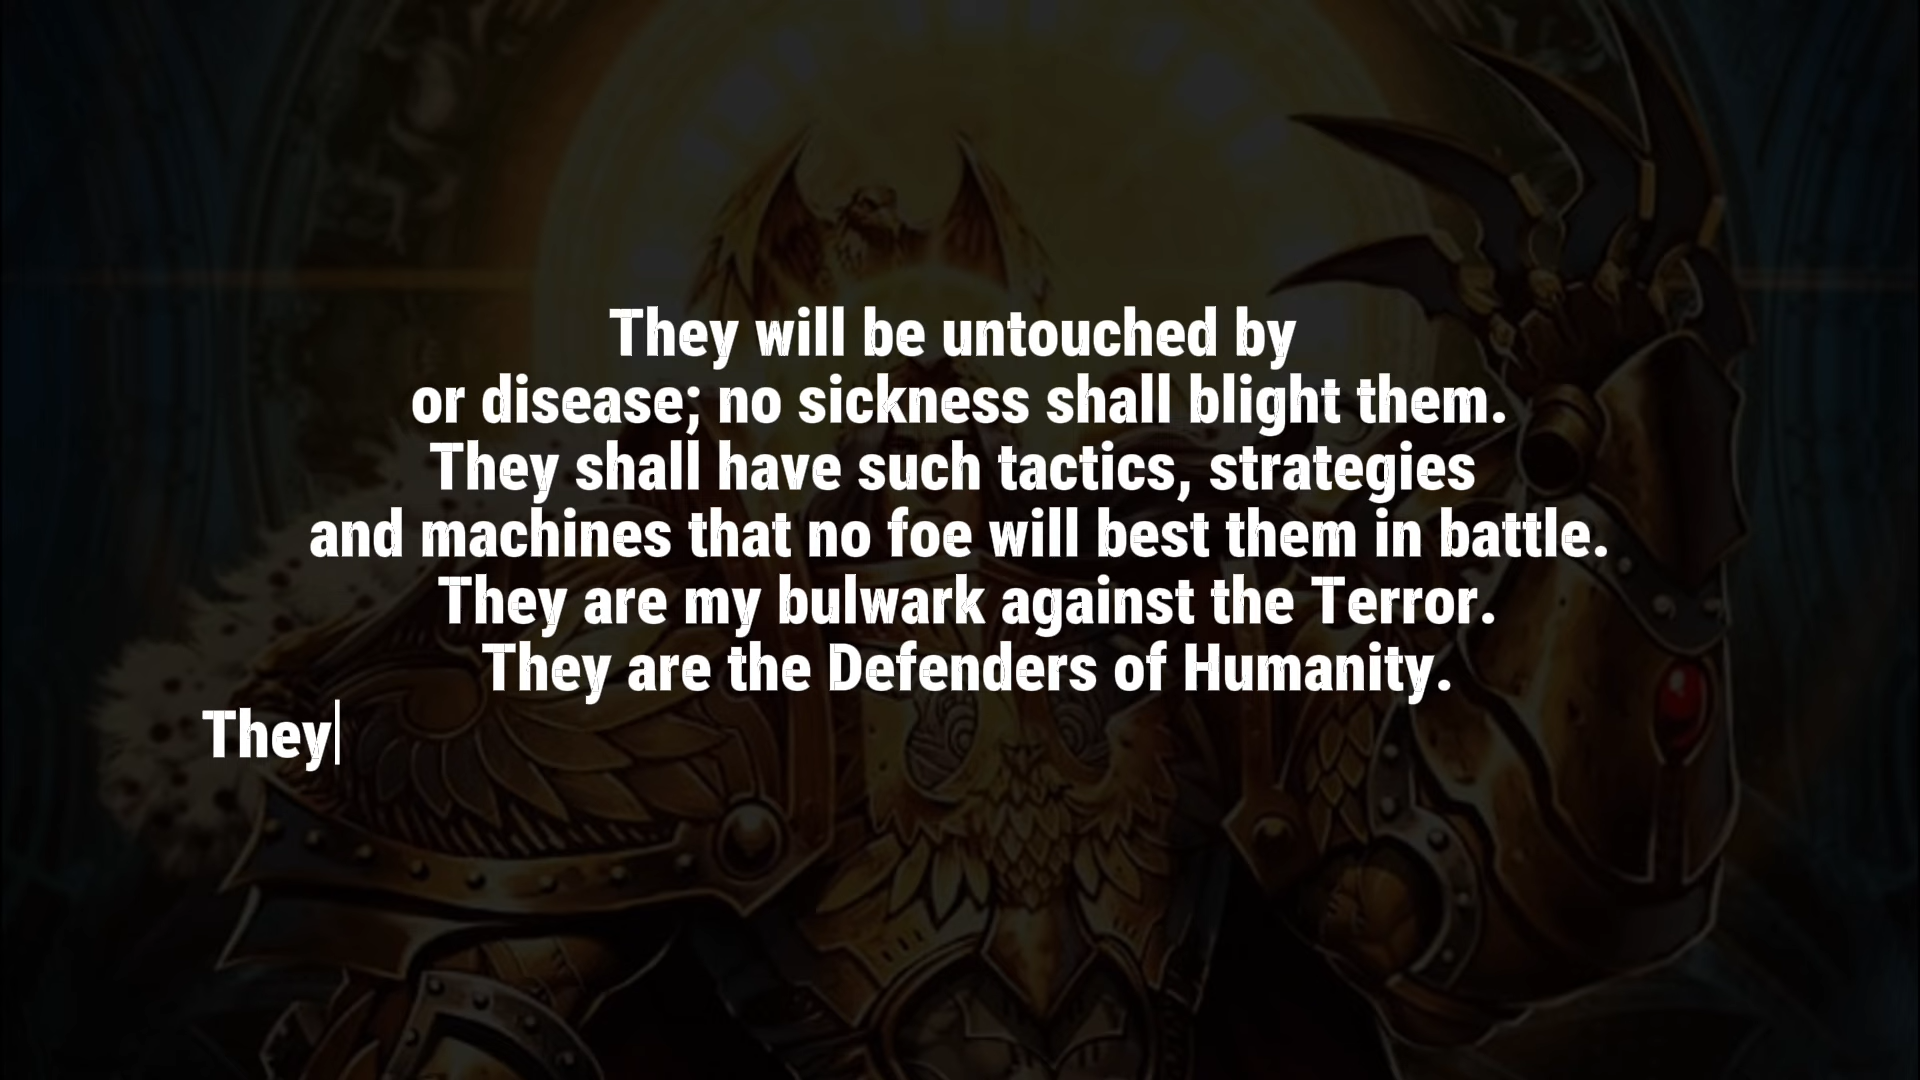 They will be untouched by
or disease; no sickness shall blight them.
They shall have such tactics, strategies
and machines that no foe will best them in battle.
They are my bulwark against the Terror.
They are the Defenders of Humanity.
They